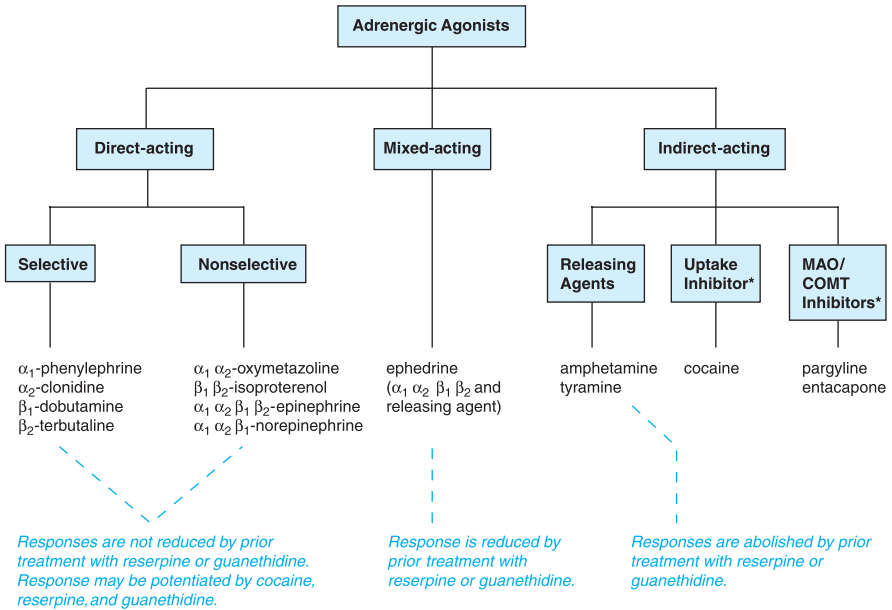 Adrenergic Agonists
Direct-acting
Mixed-acting
Indirect-acting
Selective
Nonselective
Releasing
Agents
Uptake
Inhibitor*
MAO/
COMT
Inhibitors*
α₁-phenylephrine
α₂-clonidine
β₁-dobutamine
β₂-terbutaline
α₁ α₂-oxymetazoline
β₁ β₂-isoproterenol
α₁ α₂ β₁ β₂-epinephrine
α₁ α₂ β₁-norepinephrine
ephedrine
(α₁ α₂ β₁ β₂ and
releasing agent)
amphetamine
tyramine
cocaine
pargyline
entacapone
Responses are not reduced by prior
treatment with reserpine or guanethidine.
Response may be potentiated by cocaine,
reserpine, and guanethidine.
Response is reduced by
prior treatment with
reserpine or guanethidine.
Responses are abolished by prior
treatment with reserpine or
guanethidine.